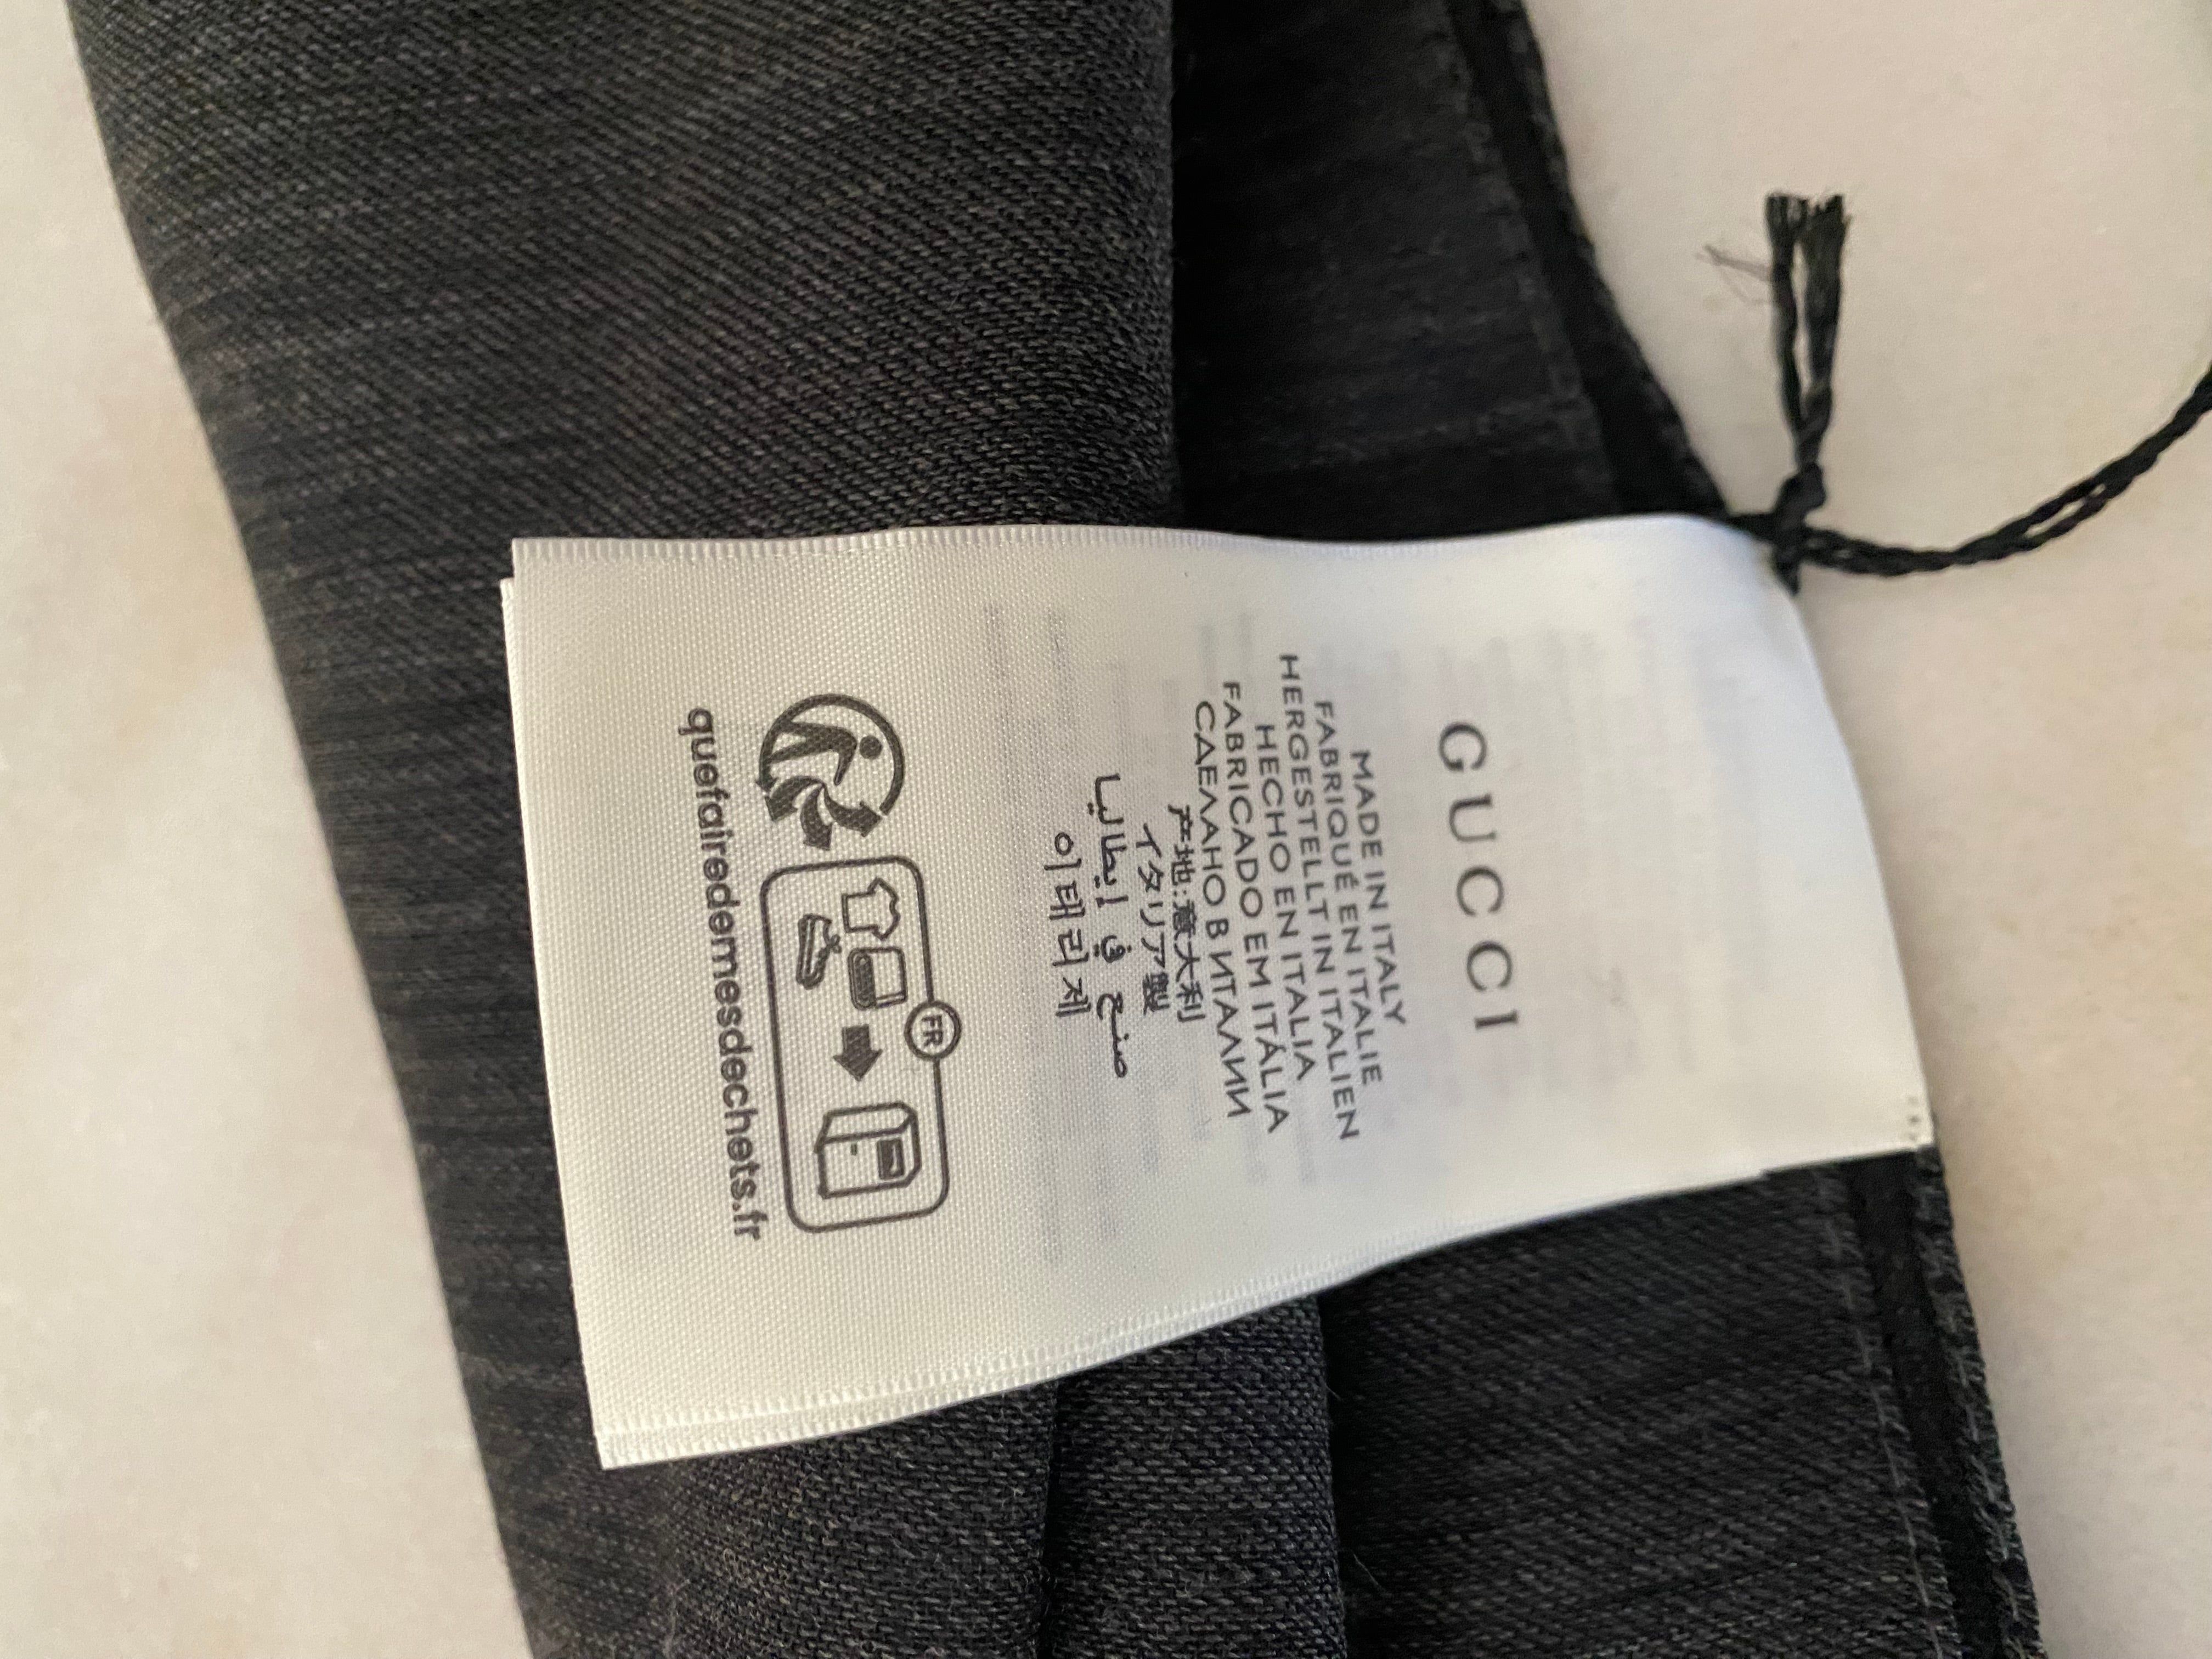 GUCCI
MADE IN ITALY
FABRIQUÉ EN ITALIE
HERGESTELLT IN ITALIEN
HECHO EN ITALIA
FABRICADO EM ITÁLIA
СДЕЛАНО В ИТАЛИИ
产地:意大利
イタリア製
صنع في إيطاليا
이태리제
FR
quefairedemesdechets.fr